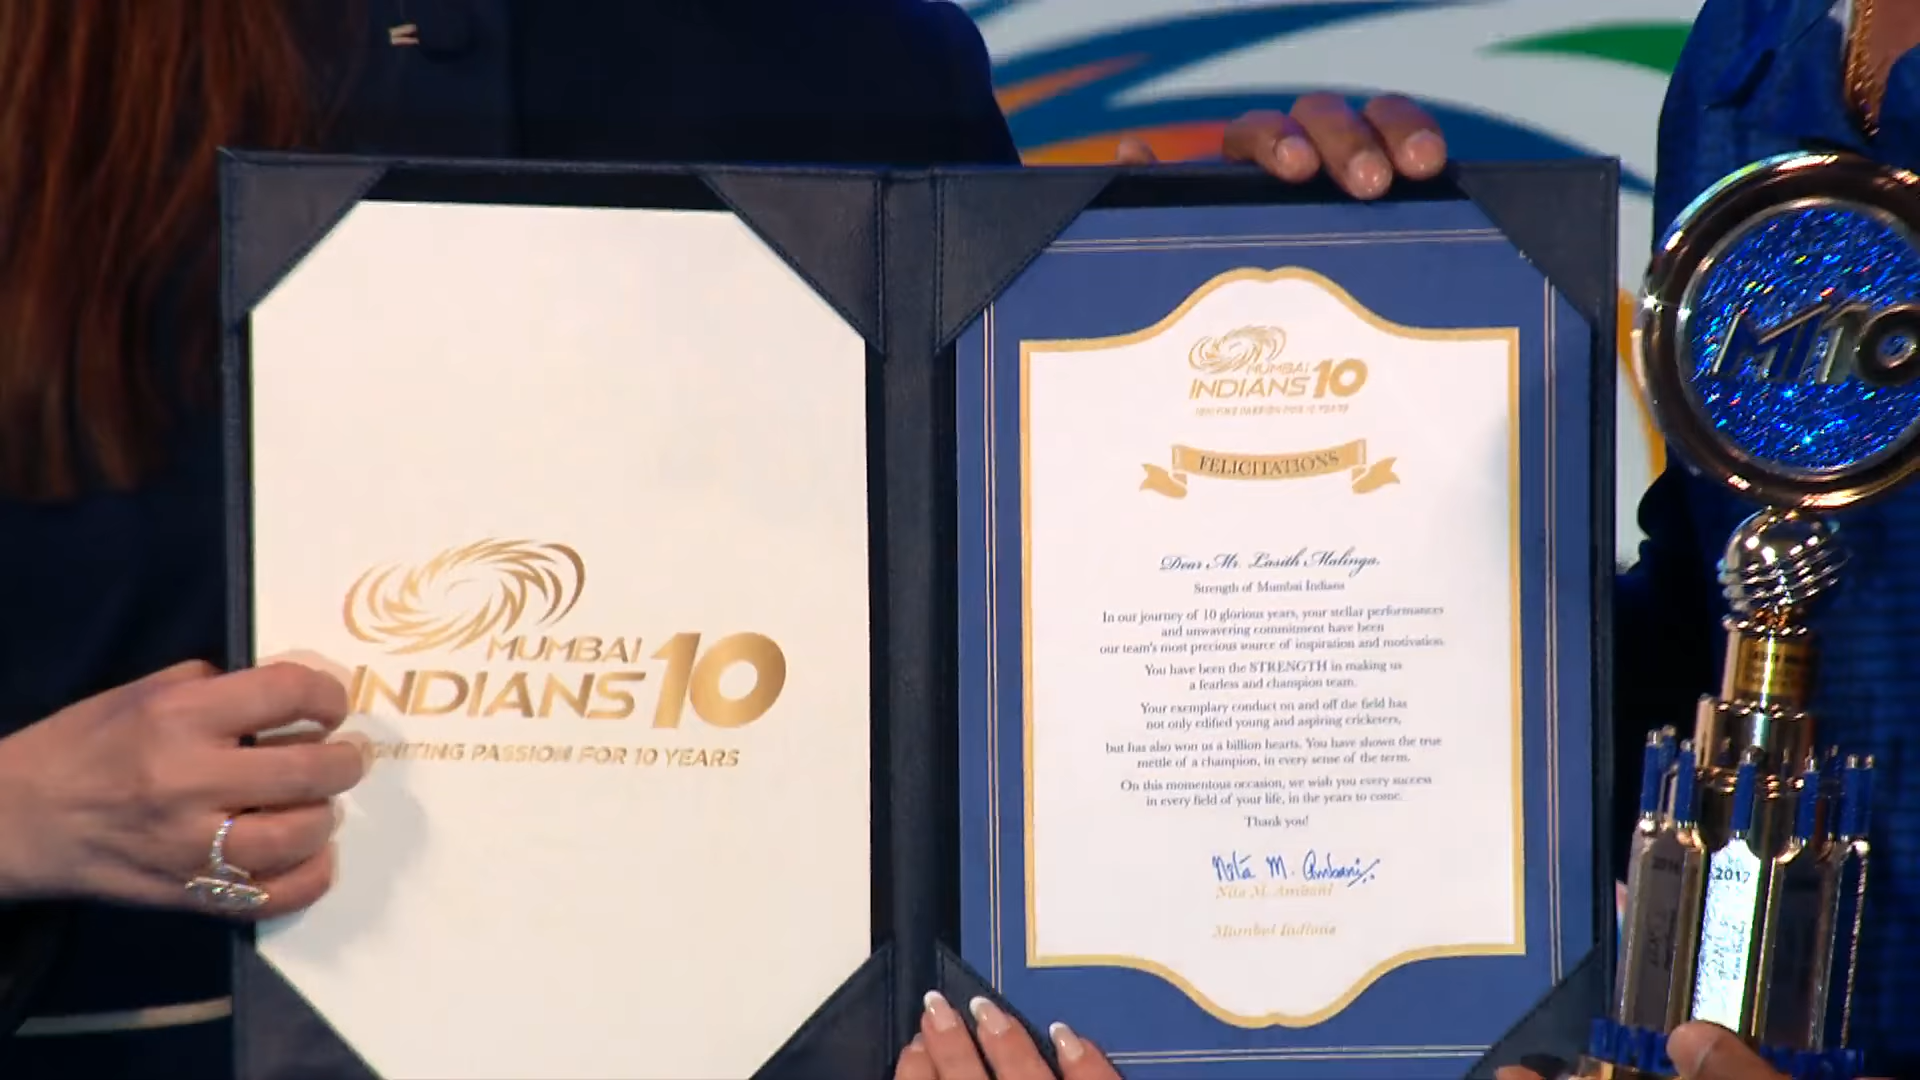 MUMBAI
INDIANS 10
IGNITING PASSION FOR 10 YEARS
MUMBAI
INDIANS 10
IGNITING PASSION FOR 10 YEARS
FELICITATIONS
Dear Mr. Lasith Malinga,
Strength of Mumbai Indians
In our journey of 10 glorious years, your stellar performances
and unwavering commitment have been
our team's most precious source of inspiration and motivation.
You have been the STRENGTH in making us
a fearless and champion team.
Your exemplary conduct on and off the field has
not only edified young and aspiring cricketers,
but has also won us a billion hearts. You have shown the true
mettle of a champion, in every sense of the term.
On this momentous occasion, we wish you every success
in every field of your life, in the years to come.
Thank you!
Nita M. Ambani
Nita M. Ambani
Mumbai Indians
MI10
2017